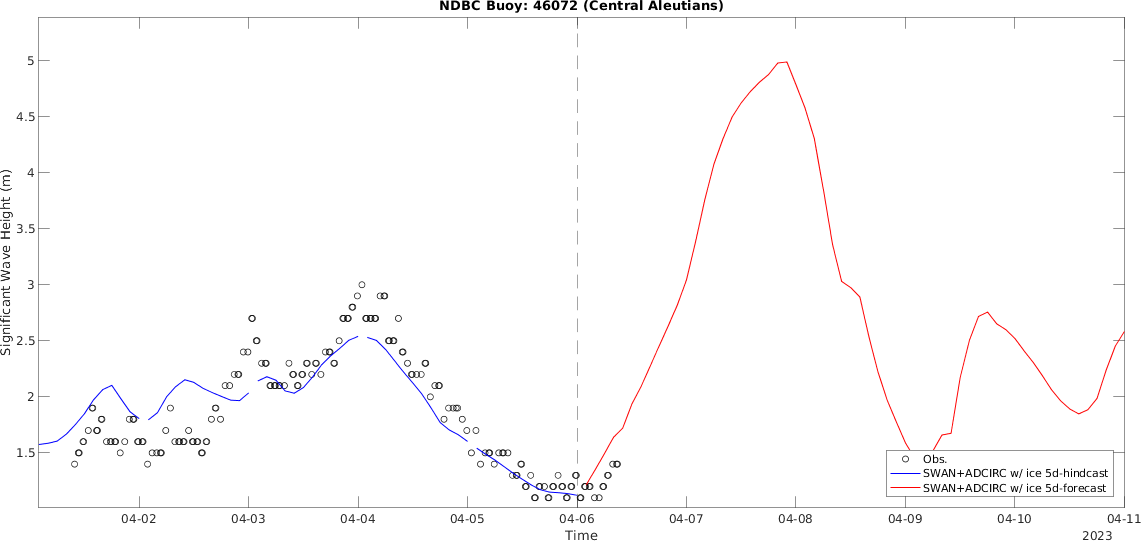 NDBC Buoy: 46072 (Central Aleutians)
Significant Wave Height (m)
5
4.5
4
3.5
3
2.5
2
1.5
Obs.
SWAN+ADCIRC w/ ice 5d-hindcast
SWAN+ADCIRC w/ ice 5d-forecast
04-02 04-03 04-04 04-05 04-06 04-07 04-08 04-09 04-10 04-11
Time
2023